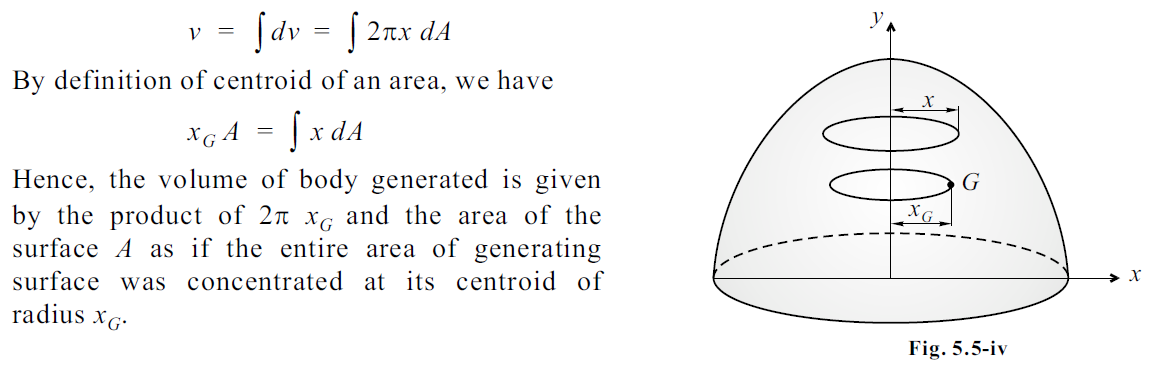 v = ∫ dv = ∫ 2πx dA
By definition of centroid of an area, we have
x_G A = ∫ x dA
Hence, the volume of body generated is given
by the product of 2π x_G and the area of the
surface A as if the entire area of generating
surface was concentrated at its centroid of
radius x_G.
y
x
G
x_G
x
Fig. 5.5-iv